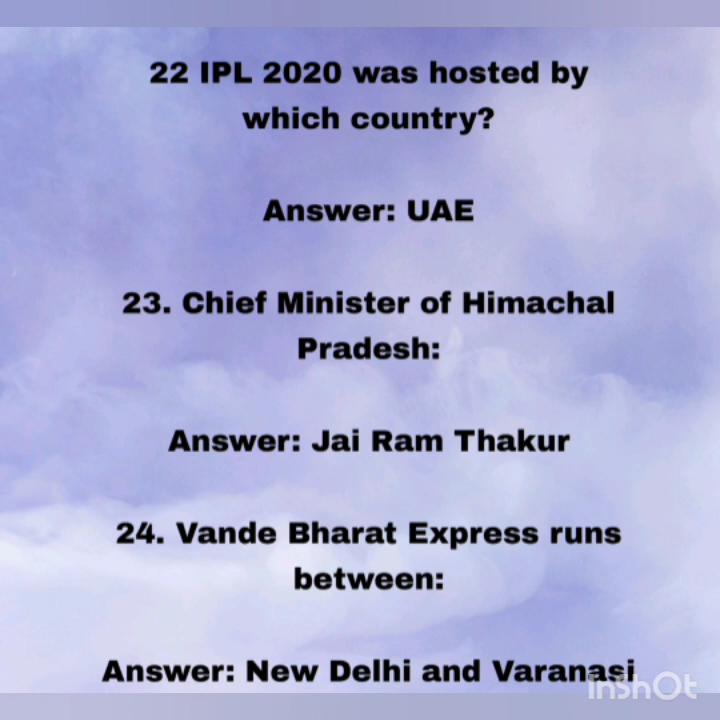 22 IPL 2020 was hosted by
which country?
Answer: UAE
23. Chief Minister of Himachal
Pradesh:
Answer: Jai Ram Thakur
24. Vande Bharat Express runs
between:
Answer: New Delhi and Varanasi
InShOt